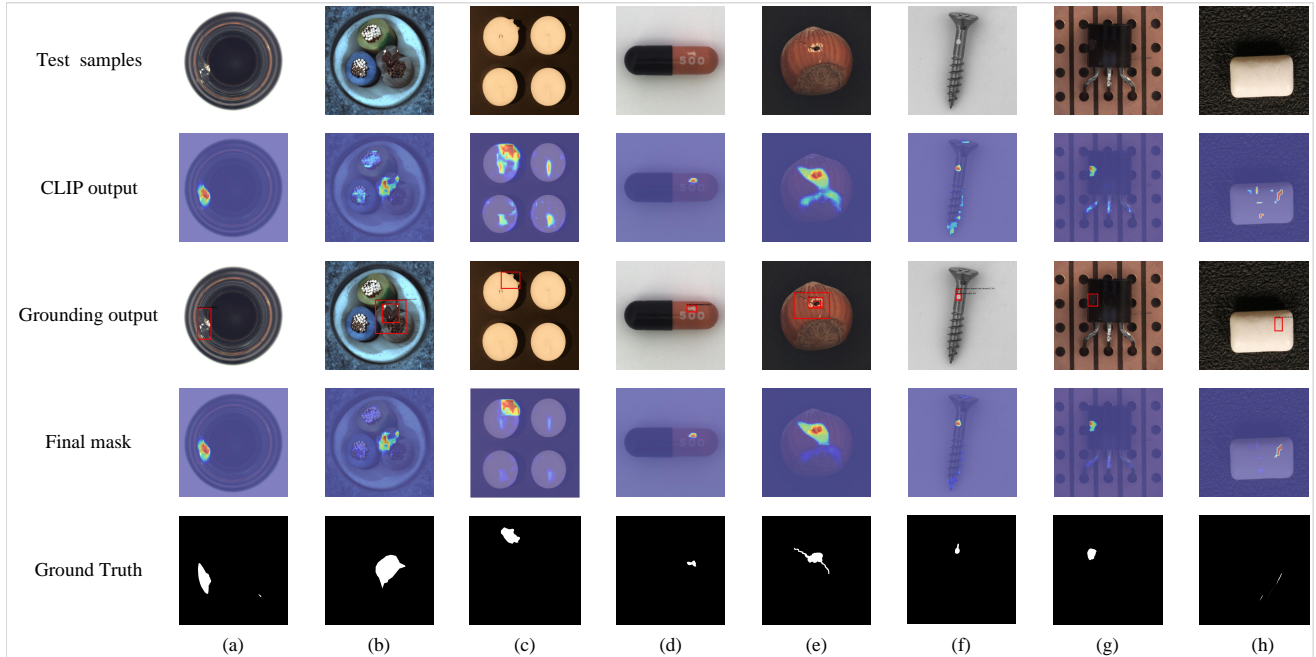 Test samples
500
CLIP output
Grounding output
500
Final mask
Ground Truth
(a) (b) (c) (d) (e) (f) (g) (h)